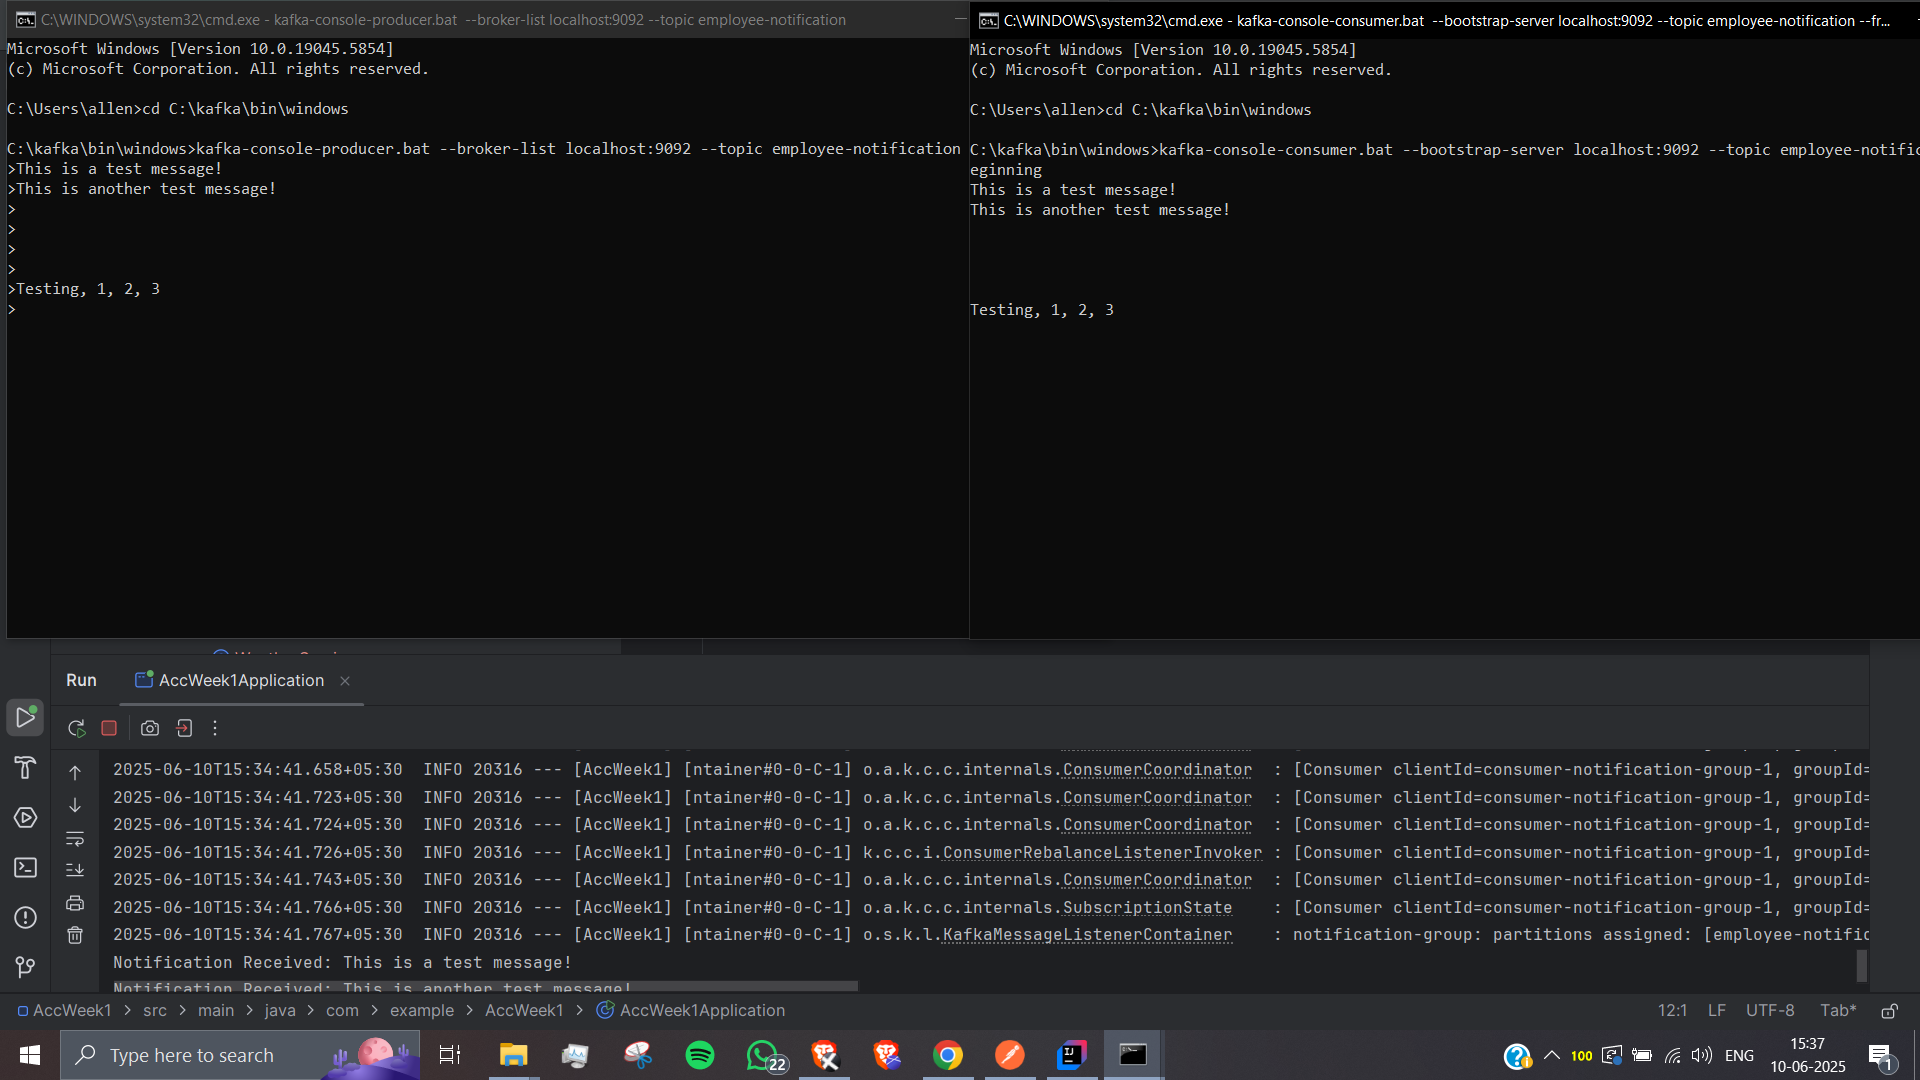 C:\WINDOWS\system32\cmd.exe - kafka-console-producer.bat --broker-list localhost:9092 --topic employee-notification
Microsoft Windows [Version 10.0.19045.5854]
(c) Microsoft Corporation. All rights reserved.
C:\Users\allen>cd C:\kafka\bin\windows
C:\kafka\bin\windows>kafka-console-producer.bat --broker-list localhost:9092 --topic employee-notification
>This is a test message!
>This is another test message!
>
>
>
>
>Testing, 1, 2, 3
>
C:\WINDOWS\system32\cmd.exe - kafka-console-consumer.bat --bootstrap-server localhost:9092 --topic employee-notification --fr...
Microsoft Windows [Version 10.0.19045.5854]
(c) Microsoft Corporation. All rights reserved.
C:\Users\allen>cd C:\kafka\bin\windows
C:\kafka\bin\windows>kafka-console-consumer.bat --bootstrap-server localhost:9092 --topic employee-notific
eginning
This is a test message!
This is another test message!
Testing, 1, 2, 3
Run AccWeek1Application
2025-06-10T15:34:41.658+05:30 INFO 20316 --- [AccWeek1] [ntainer#0-0-C-1] o.a.k.c.c.internals.ConsumerCoordinator : [Consumer clientId=consumer-notification-group-1, groupId=
2025-06-10T15:34:41.723+05:30 INFO 20316 --- [AccWeek1] [ntainer#0-0-C-1] o.a.k.c.c.internals.ConsumerCoordinator : [Consumer clientId=consumer-notification-group-1, groupId=
2025-06-10T15:34:41.724+05:30 INFO 20316 --- [AccWeek1] [ntainer#0-0-C-1] o.a.k.c.c.internals.ConsumerCoordinator : [Consumer clientId=consumer-notification-group-1, groupId=
2025-06-10T15:34:41.726+05:30 INFO 20316 --- [AccWeek1] [ntainer#0-0-C-1] k.c.c.i.ConsumerRebalanceListenerInvoker : [Consumer clientId=consumer-notification-group-1, groupId=
2025-06-10T15:34:41.743+05:30 INFO 20316 --- [AccWeek1] [ntainer#0-0-C-1] o.a.k.c.c.internals.ConsumerCoordinator : [Consumer clientId=consumer-notification-group-1, groupId=
2025-06-10T15:34:41.766+05:30 INFO 20316 --- [AccWeek1] [ntainer#0-0-C-1] o.a.k.c.c.internals.SubscriptionState : [Consumer clientId=consumer-notification-group-1, groupId=
2025-06-10T15:34:41.767+05:30 INFO 20316 --- [AccWeek1] [ntainer#0-0-C-1] o.s.k.l.KafkaMessageListenerContainer : notification-group: partitions assigned: [employee-notific
Notification Received: This is a test message!
Notification Received: This is another test message!
AccWeek1 > src > main > java > com > example > AccWeek1 > AccWeek1Application
12:1 LF UTF-8 Tab*
Type here to search
22
100
ENG
15:37
10-06-2025
1